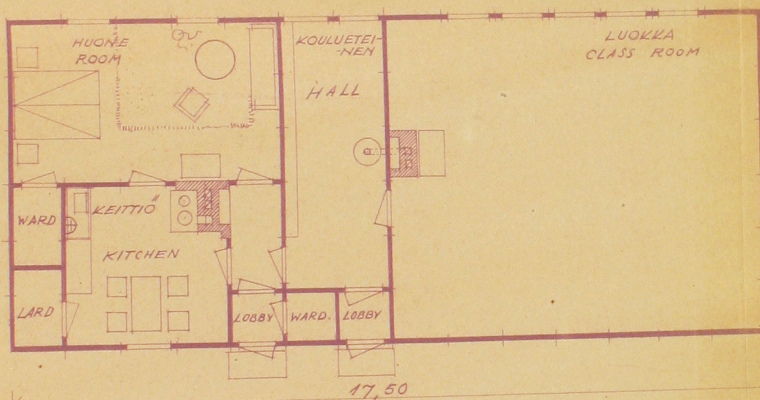 HUONE
ROOM
KOULUETEI-
-NEN
HALL
LUOKKA
CLASS ROOM
WARD
KEITTIÖ
KITCHEN
LARD
LOBBY
WARD.
LOBBY
17,50